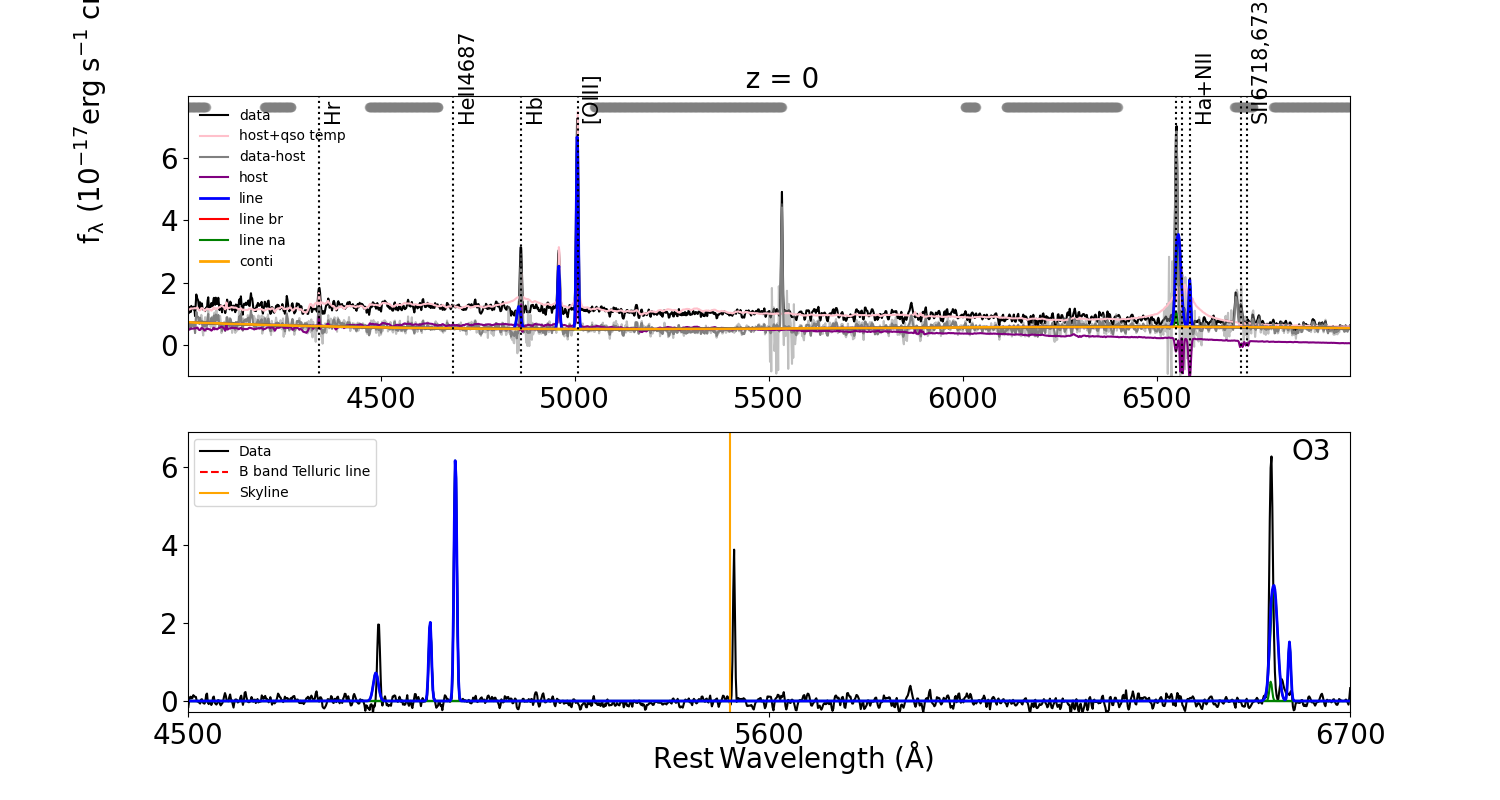 z = 0
f_λ (10^−17 erg s^−1 c
Hr
HeII4687
Hb
[OIII]
Ha+NII
SII6718,673
data
host+qso temp
data-host
host
line
line br
line na
conti
6
4
2
0
4500 5000 5500 6000 6500
O3
Data
B band Telluric line
Skyline
6
4
2
0
4500 5600 6700
Rest Wavelength (Å)